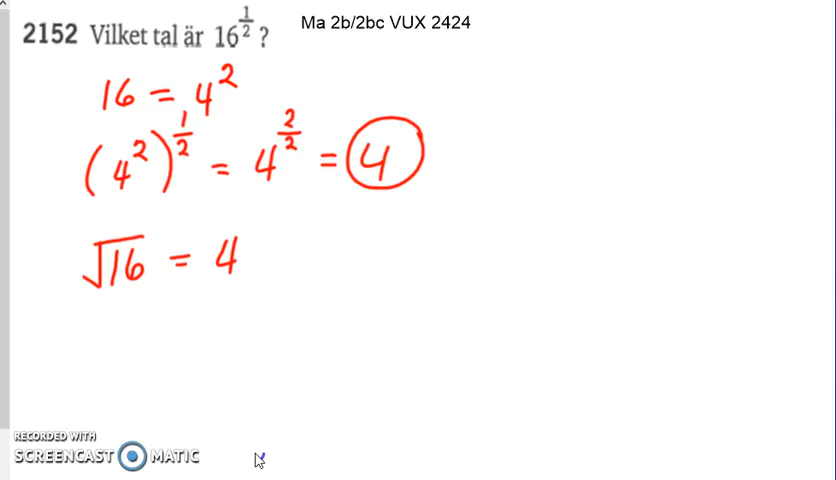 2152 Vilket tal är 16^{1/2}? Ma 2b/2bc VUX 2424
16 = 4^2
(4^2)^{1/2} = 4^{2/2} = 4
√16 = 4
RECORDED WITH
SCREENCAST MATIC